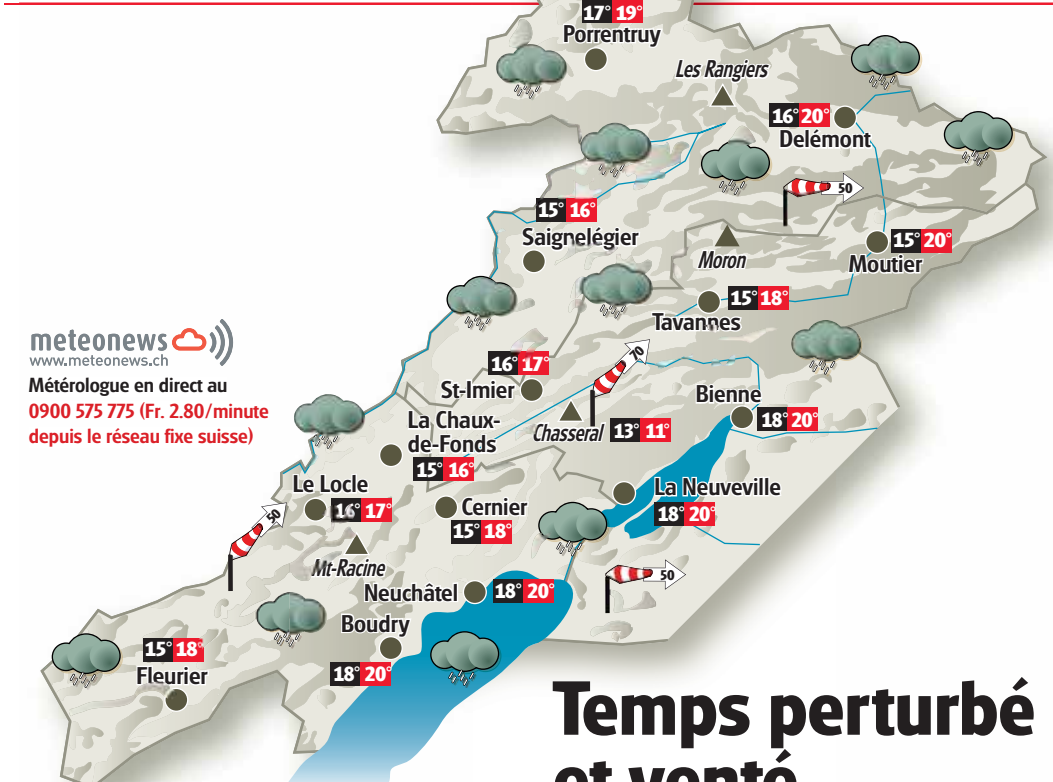 17° 19°
Porrentruy
Les Rangiers
16° 20°
Delémont
50
15° 16°
Saignelégier
Moron
15° 20°
Moutier
15° 18°
Tavannes
meteonews
www.meteonews.ch
Métérologue en direct au
0900 575 775 (Fr. 2.80/minute
depuis le réseau fixe suisse)
70
16° 17°
St-Imier
Chasseral 13° 11°
Bienne
18° 20°
La Chaux-
de-Fonds
15° 16°
Le Locle
16° 17°
Cernier
15° 18°
La Neuveville
18° 20°
50
Mt-Racine
50
Neuchâtel 18° 20°
Boudry
18° 20°
15° 18°
Fleurier
Temps perturbé
et venté